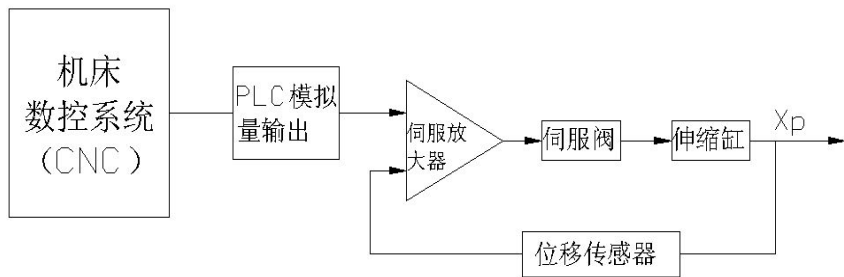 机床
数控系统
(CNC)
PLC模拟
量输出
伺服放
大器
伺服阀
伸缩缸
Xp
位移传感器